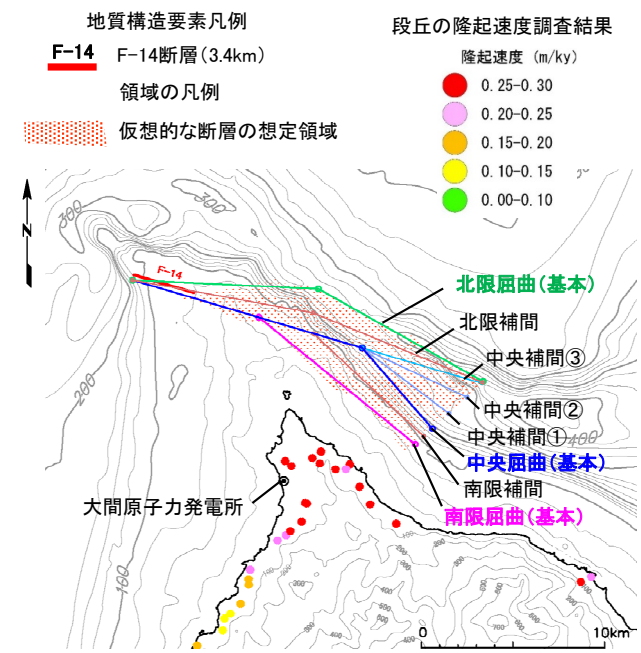 地質構造要素凡例
F-14 F-14断層(3.4km)
領域の凡例
仮想的な断層の想定領域
段丘の隆起速度調査結果
隆起速度 (m/ky)
0.25-0.30
0.20-0.25
0.15-0.20
0.10-0.15
0.00-0.10
N
300
300
F-14
200
100
400
北限屈曲(基本)
北限補間
中央補間③
中央補間②
中央補間①
中央屈曲(基本)
南限補間
南限屈曲(基本)
大間原子力発電所
0 10km